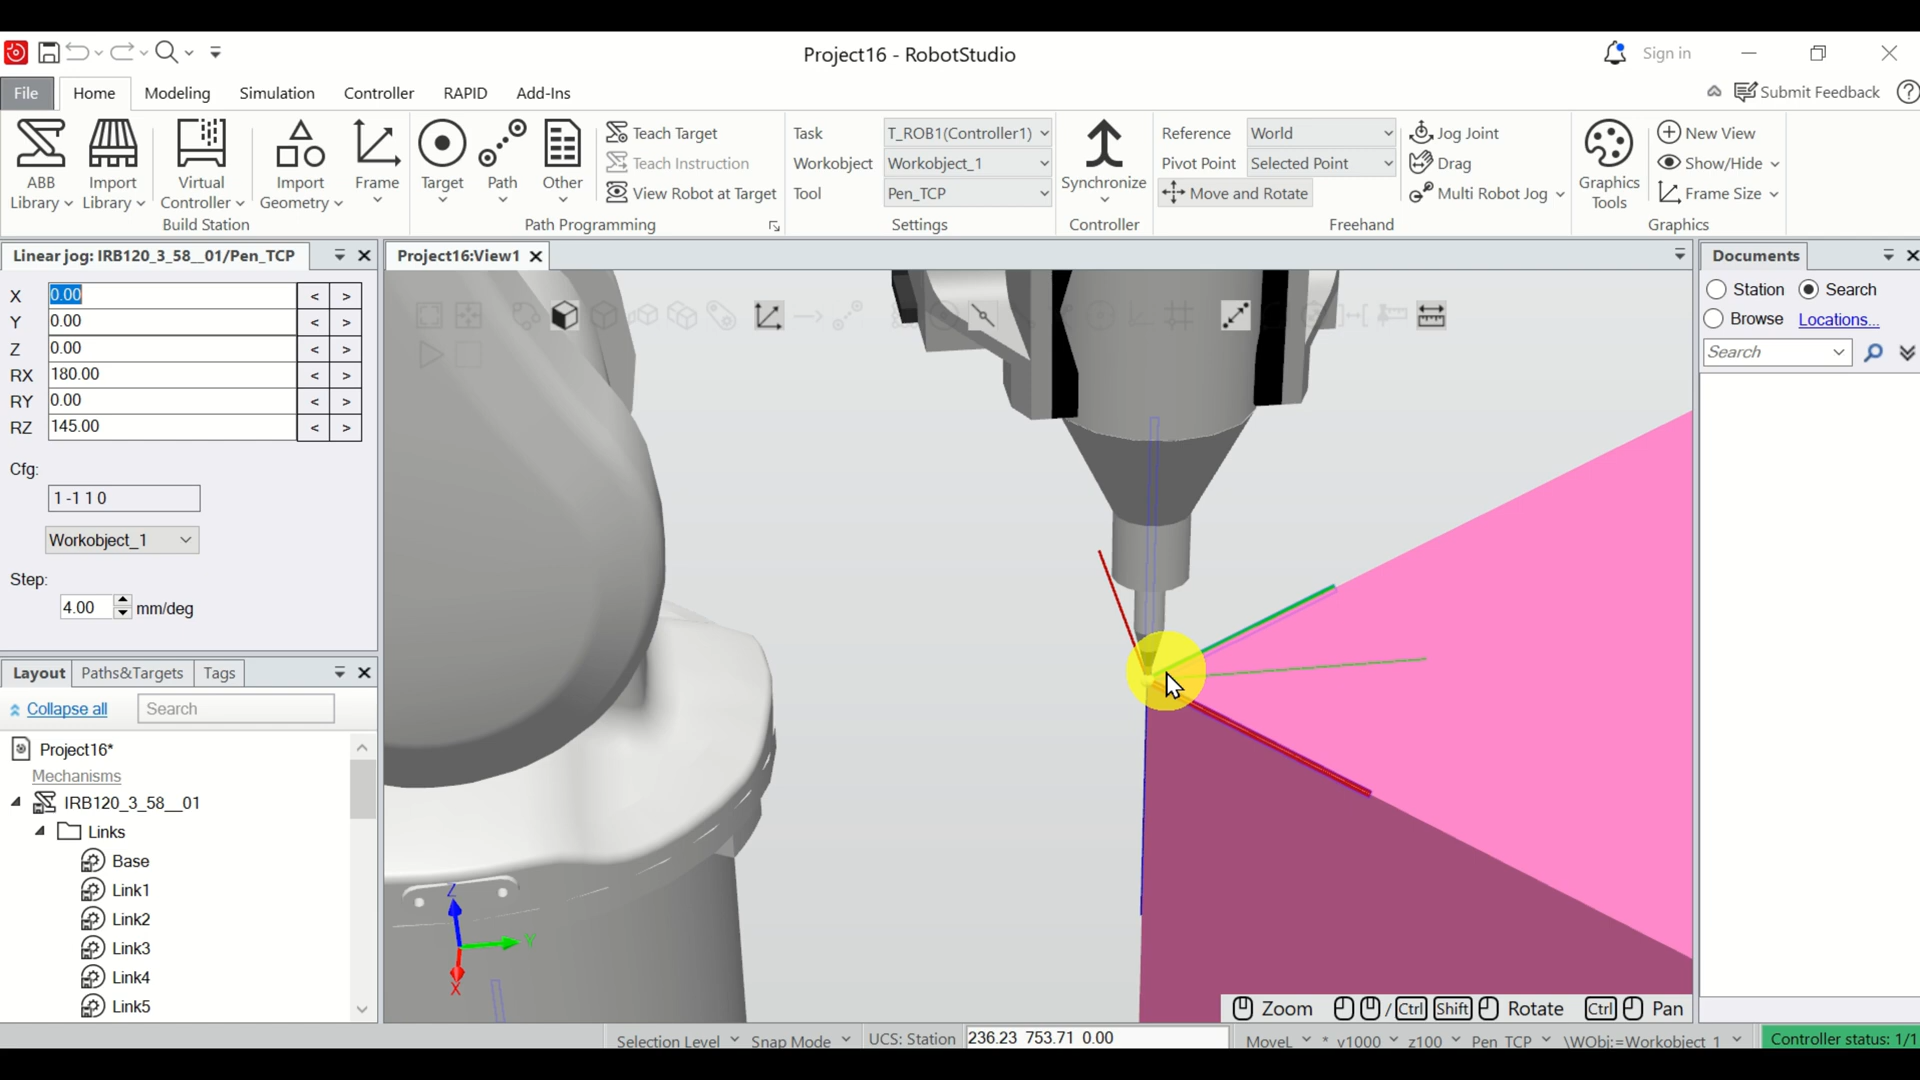 Project16 - RobotStudio
Sign in
File Home Modeling Simulation Controller RAPID Add-Ins
Submit Feedback
ABB Library
Import Library
Virtual Controller
Import Geometry
Frame
Build Station
Target
Path
Other
Teach Target
Teach Instruction
View Robot at Target
Path Programming
Task T_ROB1(Controller1)
Workobject Workobject_1
Tool Pen_TCP
Settings
Synchronize
Controller
Reference World
Pivot Point Selected Point
Move and Rotate
Jog Joint
Drag
Multi Robot Jog
Freehand
Graphics Tools
New View
Show/Hide
Frame Size
Graphics
Linear jog: IRB120_3_58__01/Pen_TCP
X 0.00 < >
Y 0.00 < >
Z 0.00 < >
RX 180.00 < >
RY 0.00 < >
RZ 145.00 < >
Cfg:
1 -1 1 0
Workobject_1
Step:
4.00 mm/deg
Layout Paths&Targets Tags
Collapse all Search
Project16*
Mechanisms
IRB120_3_58__01
Links
Base
Link1
Link2
Link3
Link4
Link5
Project16:View1
Z
Y
X
Zoom / Ctrl Shift Rotate Ctrl Pan
Documents
Station Search
Browse Locations...
Search
Selection Level Snap Mode UCS: Station 236.23 753.71 0.00 MoveL * v1000 z100 Pen_TCP \WObj:=Workobject_1 Controller status: 1/1